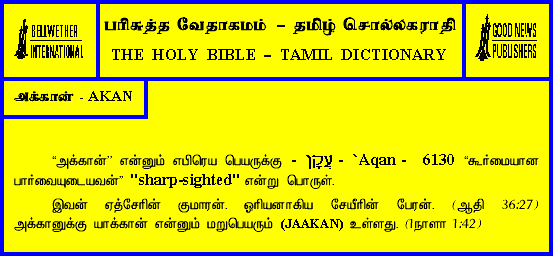 BELLWETHER
INTERNATIONAL
பரிசுத்த வேதாகமம் – தமிழ் சொல்லகராதி
THE HOLY BIBLE – TAMIL DICTIONARY
GOOD NEWS
PUBLISHERS
அக்கான் - AKAN
“அக்கான்” என்னும் எபிரெய பெயருக்கு - עָקָן - `Aqan - 6130 “கூர்மையான
பார்வையுடையவன்” "sharp-sighted" என்று பொருள்.
இவன் ஏத்சேரின் குமாரன். ஓரியனாகிய சேயீரின் பேரன். (ஆதி 36:27)
அக்கானுக்கு யாக்கான் என்னும் மறுபெயரும் (JAAKAN) உள்ளது. (1நாளா 1:42)